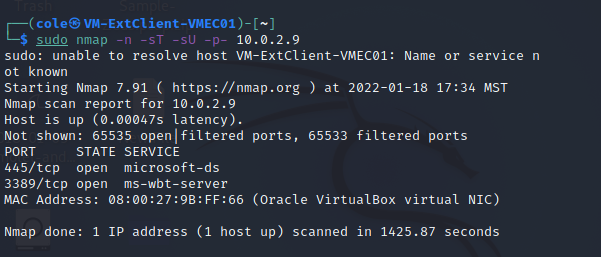 ┌──(cole㉿VM-ExtClient-VMEC01)-[~]
└─$ sudo nmap -n -sT -sU -p- 10.0.2.9
sudo: unable to resolve host VM-ExtClient-VMEC01: Name or service n
ot known
Starting Nmap 7.91 ( https://nmap.org ) at 2022-01-18 17:34 MST
Nmap scan report for 10.0.2.9
Host is up (0.00047s latency).
Not shown: 65535 open|filtered ports, 65533 filtered ports
PORT     STATE SERVICE
445/tcp  open  microsoft-ds
3389/tcp open  ms-wbt-server
MAC Address: 08:00:27:9B:FF:66 (Oracle VirtualBox virtual NIC)

Nmap done: 1 IP address (1 host up) scanned in 1425.87 seconds